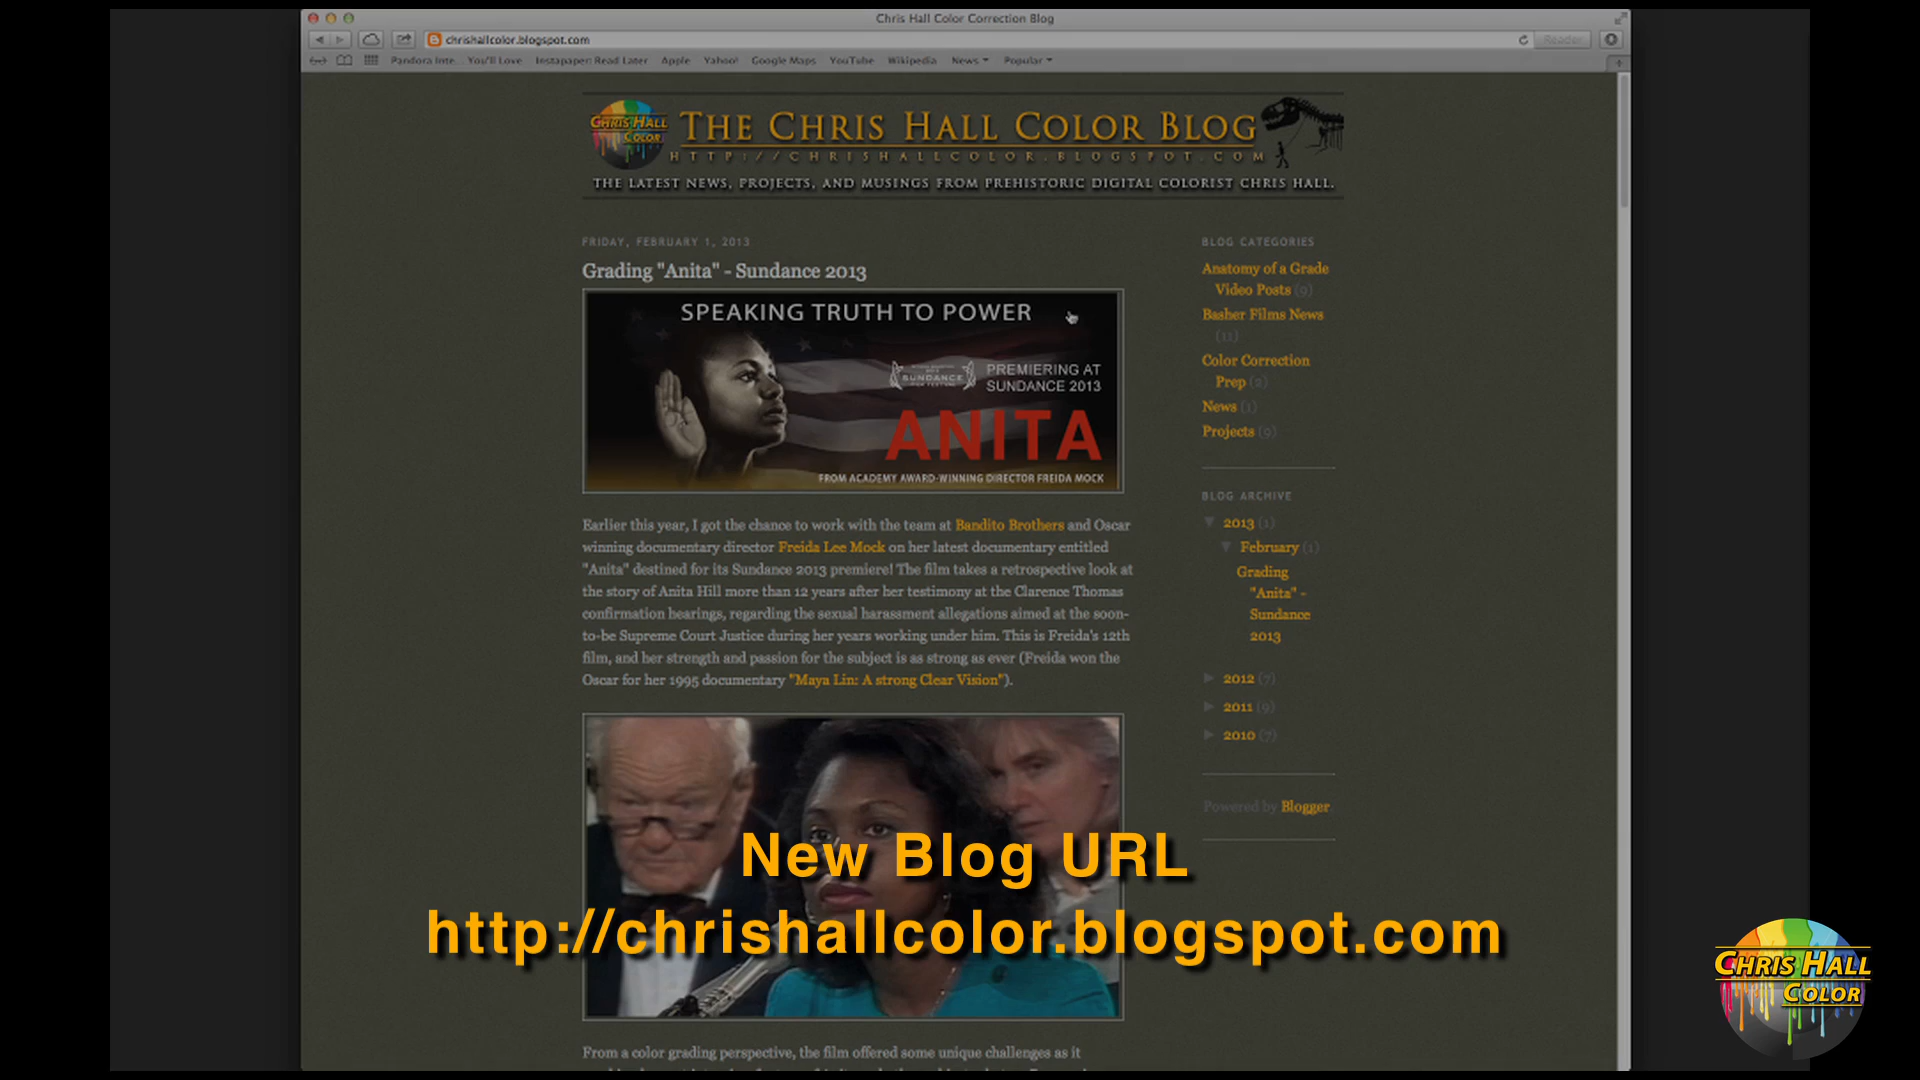 Chris Hall Color Correction Blog
chrishallcolor.blogspot.com
Reader
Pandora Inte... You'll Love Instapaper: Read Later Apple Yahoo! Google Maps YouTube Wikipedia News Popular
CHRIS HALL
COLOR
THE CHRIS HALL COLOR BLOG
HTTP://CHRISHALLCOLOR.BLOGSPOT.COM
THE LATEST NEWS, PROJECTS, AND MUSINGS FROM PREHISTORIC DIGITAL COLORIST CHRIS HALL.
FRIDAY, FEBRUARY 1, 2013
Grading "Anita" - Sundance 2013
SPEAKING TRUTH TO POWER
SUNDANCE
PREMIERING AT
SUNDANCE 2013
ANITA
FROM ACADEMY AWARD-WINNING DIRECTOR FREIDA MOCK
Earlier this year, I got the chance to work with the team at Bandito Brothers and Oscar
winning documentary director Freida Lee Mock on her latest documentary entitled
"Anita" destined for its Sundance 2013 premiere! The film takes a retrospective look at
the story of Anita Hill more than 12 years after her testimony at the Clarence Thomas
confirmation hearings, regarding the sexual harassment allegations aimed at the soon-
to-be Supreme Court Justice during her years working under him. This is Freida's 12th
film, and her strength and passion for the subject is as strong as ever (Freida won the
Oscar for her 1995 documentary "Maya Lin: A strong Clear Vision").
From a color grading perspective, the film offered some unique challenges as it
BLOG CATEGORIES
Anatomy of a Grade
Video Posts (9)
Basher Films News
(11)
Color Correction
Prep (2)
News (1)
Projects (9)
BLOG ARCHIVE
▼ 2013 (1)
▼ February (1)
Grading
"Anita" -
Sundance
2013
► 2012 (7)
► 2011 (9)
► 2010 (7)
Powered by Blogger.
New Blog URL
http://chrishallcolor.blogspot.com
CHRIS HALL
COLOR